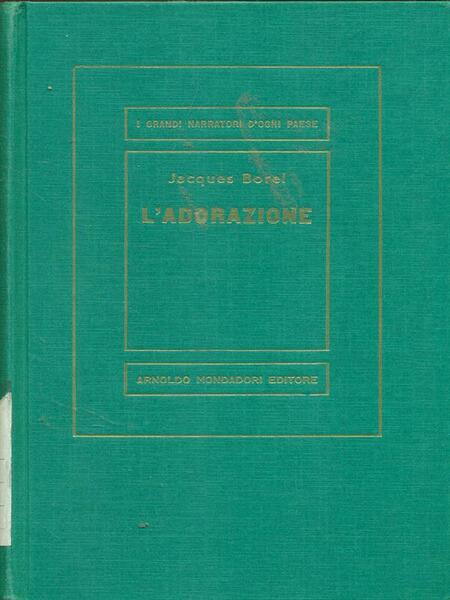 I GRANDI NARRATORI D'OGNI PAESE
Jacques Borel
L'ADORAZIONE
ARNOLDO MONDADORI EDITORE